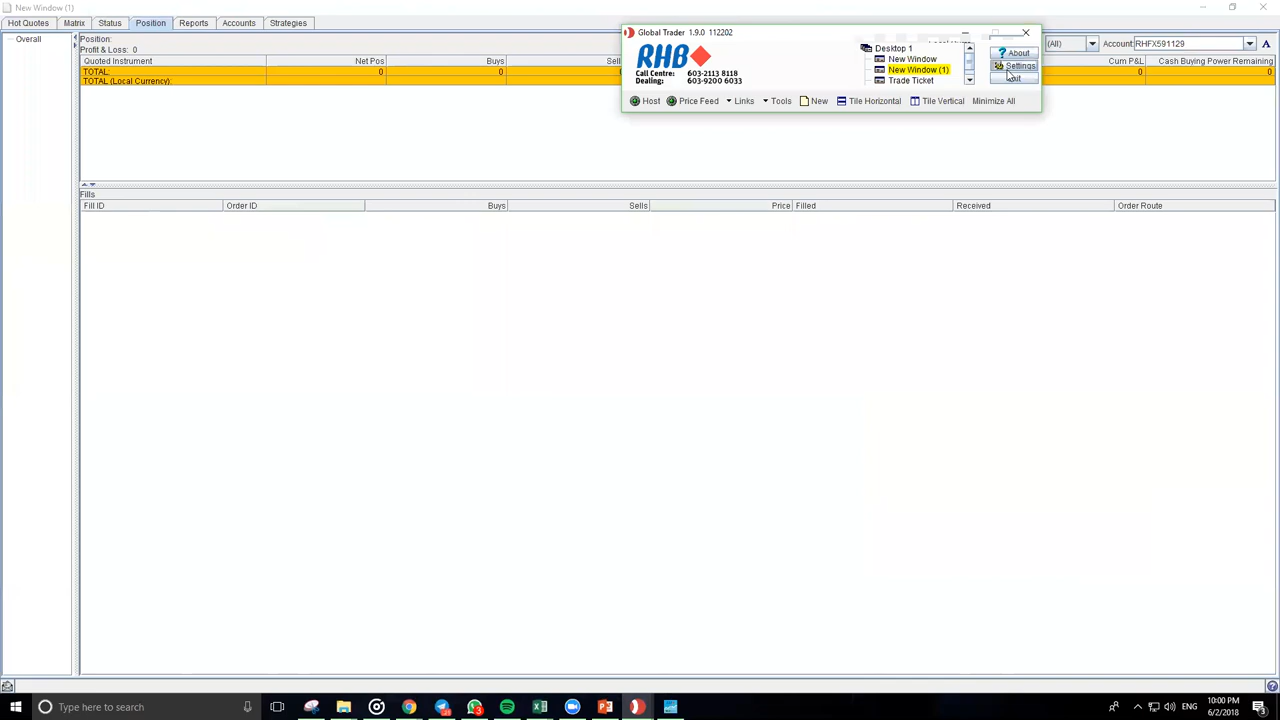 New Window (1)
Hot Quotes Matrix Status Position Reports Accounts Strategies
Overall
Position:
Profit & Loss: 0
(All) Account: RHFX591129 A
Quoted Instrument Net Pos Buys Cum P&L Cash Buying Power Remaining
TOTAL: 0 0 0 0
TOTAL (Local Currency):
Global Trader 1.9.0 112202
RHB
Call Centre: 603-2113 8118
Dealing: 603-9200 6033
Desktop 1
New Window
New Window (1)
Trade Ticket
? About
Settings
Host Price Feed Links Tools New Tile Horizontal Tile Vertical Minimize All
Fills
Fill ID Order ID Buys Sells Price Filled Received Order Route
Type here to search
ENG
10:00 PM
6/2/2018